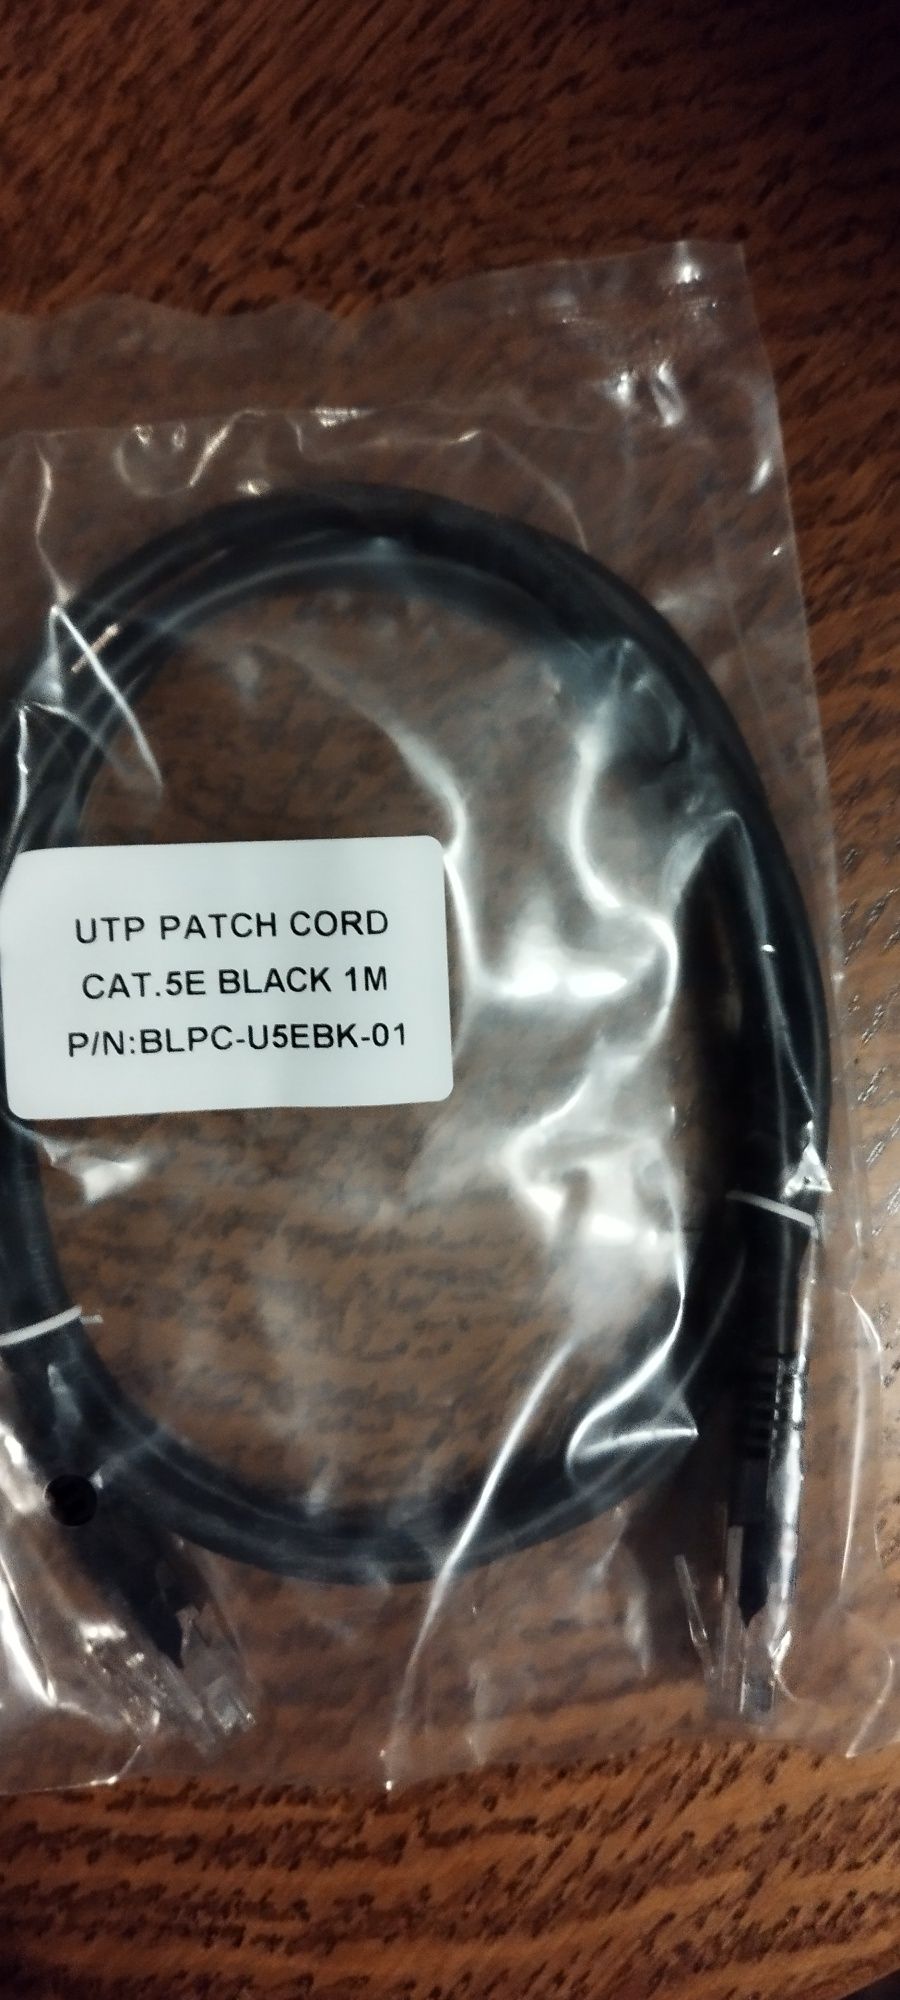 UTP PATCH CORD
CAT.5E BLACK 1M
P/N:BLPC-U5EBK-01